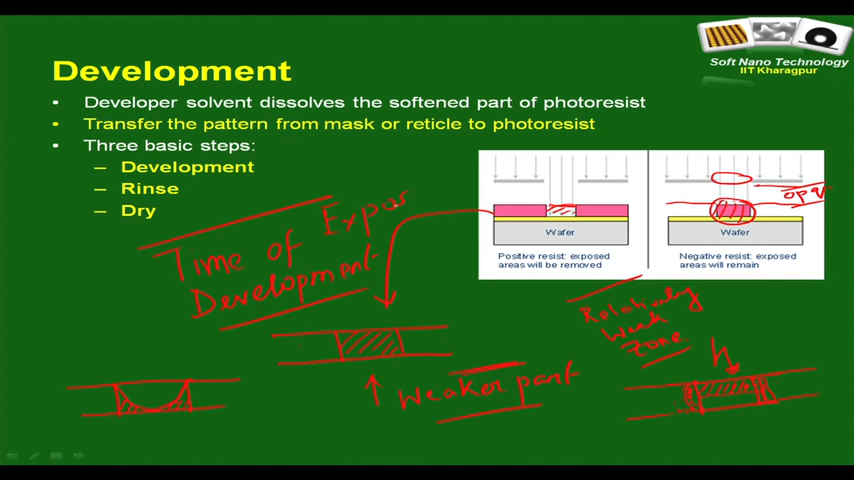 Soft Nano Technology
IIT Kharagpur
Development
• Developer solvent dissolves the softened part of photoresist
• Transfer the pattern from mask or reticle to photoresist
• Three basic steps:
– Development
– Rinse
– Dry
Wafer
Positive resist: exposed
areas will be removed
Wafer
Negative resist: exposed
areas will remain
Time of Expos
Development
Relatively
Weak
Zone
Weaker part